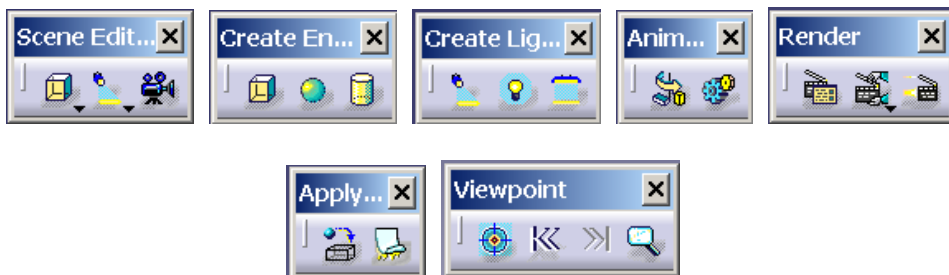 Scene Edit...
Create En...
Create Lig...
Anim...
Render
Apply...
Viewpoint